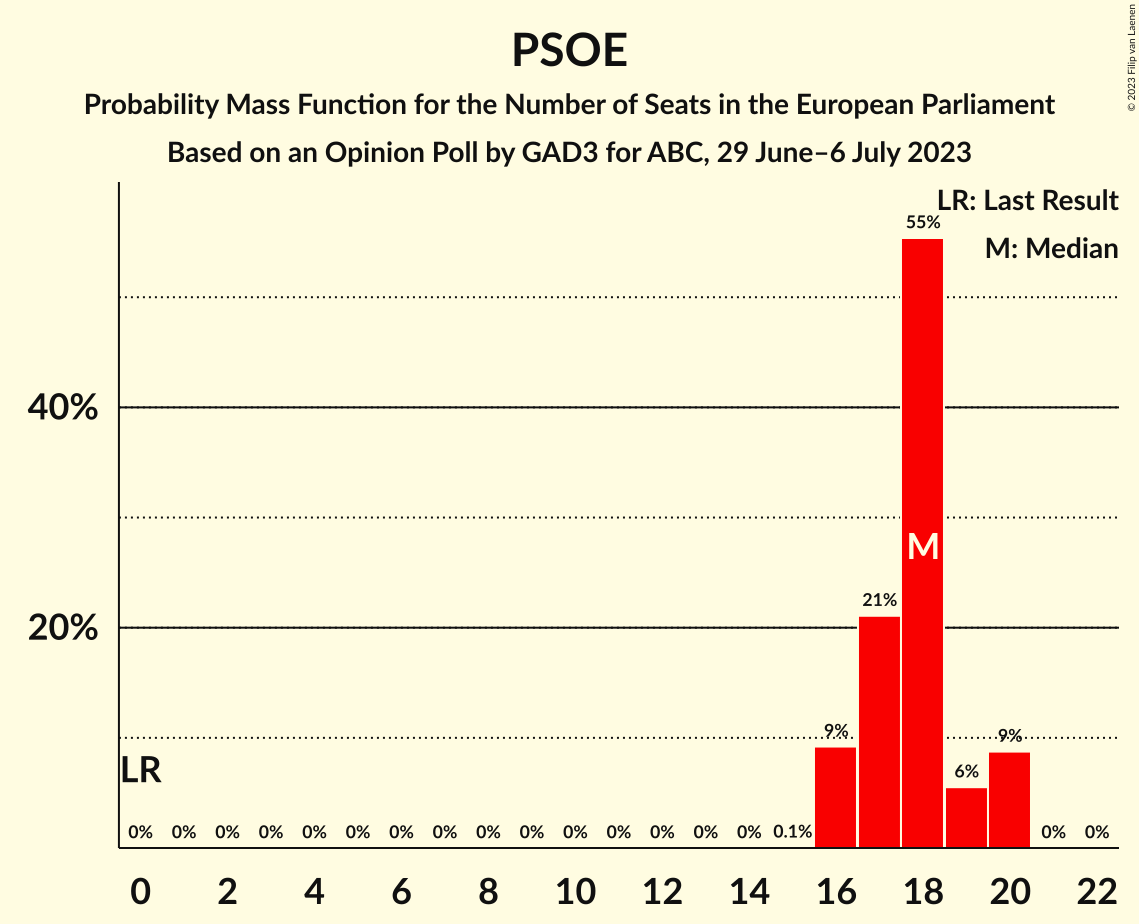 PSOE
Probability Mass Function for the Number of Seats in the European Parliament
Based on an Opinion Poll by GAD3 for ABC, 29 June–6 July 2023
© 2023 Filip van Laenen
LR: Last Result
M: Median
55%
40%
M
21%
20%
9%
9%
6%
LR
0% 0% 0% 0% 0% 0% 0% 0% 0% 0% 0% 0% 0% 0% 0% 0.1% 0% 0%
0 2 4 6 8 10 12 14 16 18 20 22